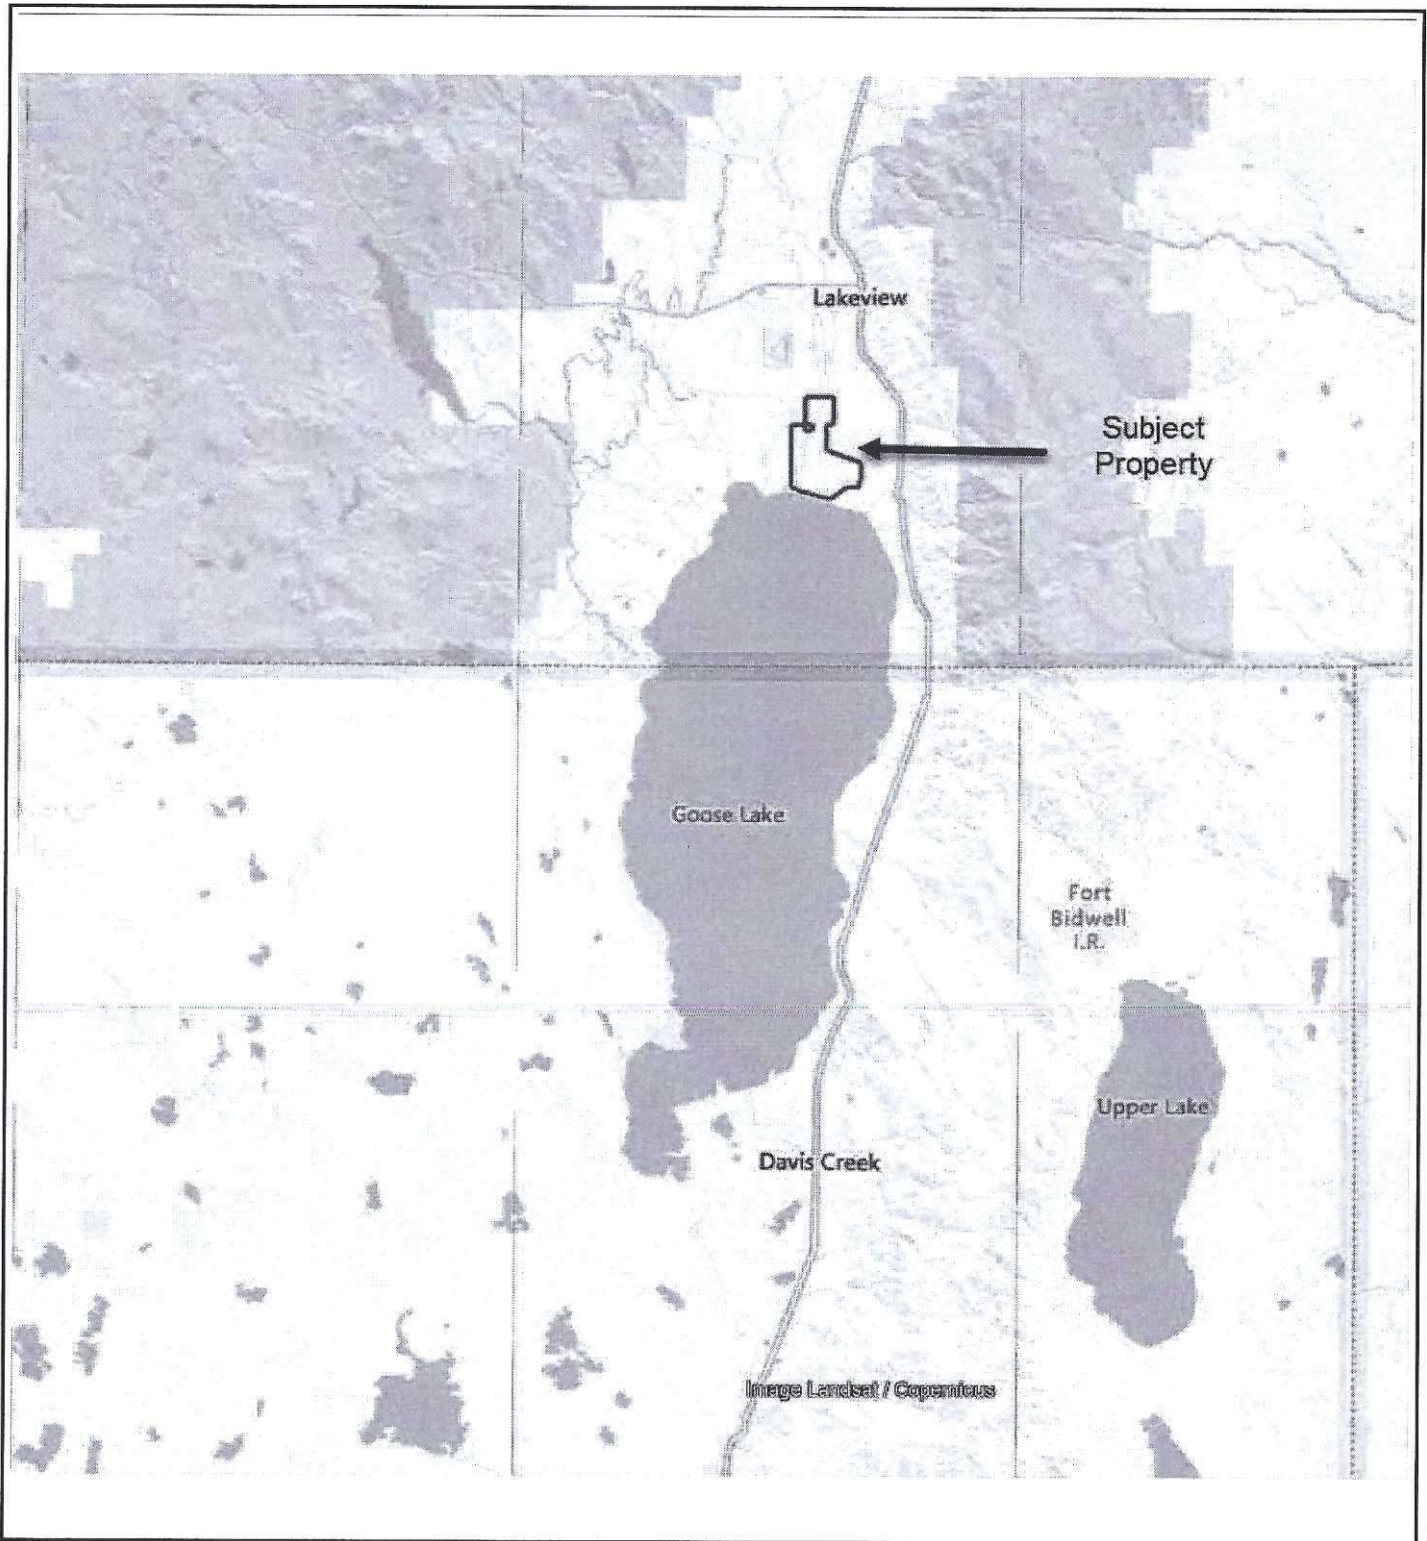 Lakeview
Subject
Property
Goose Lake
Fort
Bidwell
I.R.
Upper Lake
Davis Creek
Image Landsat / Copernicus